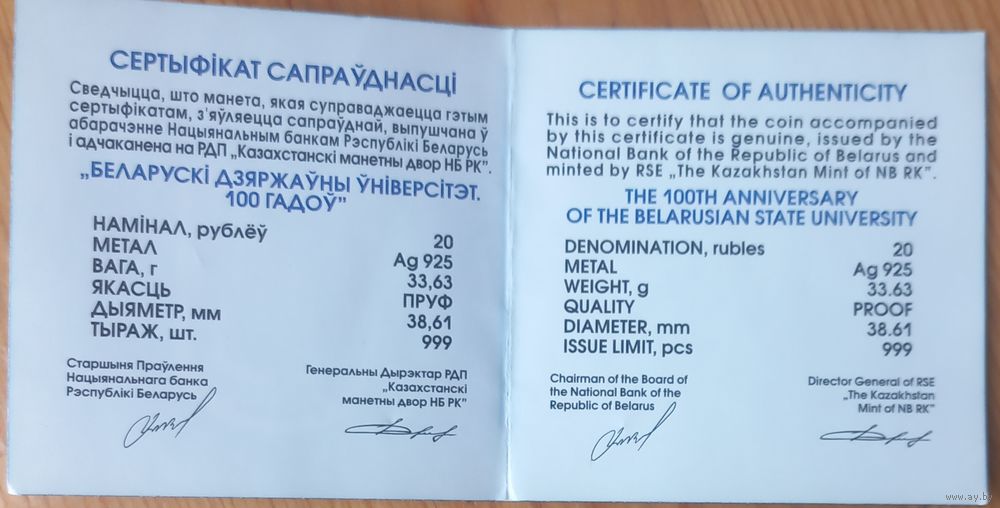 СЕРТЫФІКАТ САПРАЎДНАСЦІ
Сведчыцца, што манета, якая суправаджаецца гэтым
сертыфікатам, з'яўляецца сапраўднай, выпушчана ў
абарачэнне Нацыянальным банкам Рэспублікі Беларусь
і адчаканена на РДП „Казахстанскі манетны двор НБ РК”.
„БЕЛАРУСКІ ДЗЯРЖАЎНЫ ЎНІВЕРСІТЭТ.
100 ГАДОЎ”
НАМІНАЛ, рублёў 20
МЕТАЛ Ag 925
ВАГА, г 33,63
ЯКАСЦЬ ПРУФ
ДЫЯМЕТР, мм 38,61
ТЫРАЖ, шт. 999
Старшыня Праўлення
Нацыянальнага банка
Рэспублікі Беларусь
Генеральны Дырэктар РДП
„Казахстанскі
манетны двор НБ РК”
CERTIFICATE OF AUTHENTICITY
This is to certify that the coin accompanied
by this certificate is genuine, issued by the
National Bank of the Republic of Belarus and
minted by RSE „The Kazakhstan Mint of NB RK”.
THE 100TH ANNIVERSARY
OF THE BELARUSIAN STATE UNIVERSITY
DENOMINATION, rubles 20
METAL Ag 925
WEIGHT, g 33.63
QUALITY PROOF
DIAMETER, mm 38.61
ISSUE LIMIT, pcs 999
Chairman of the Board of
the National Bank of the
Republic of Belarus
Director General of RSE
„The Kazakhstan
Mint of NB RK”
www.ay.by